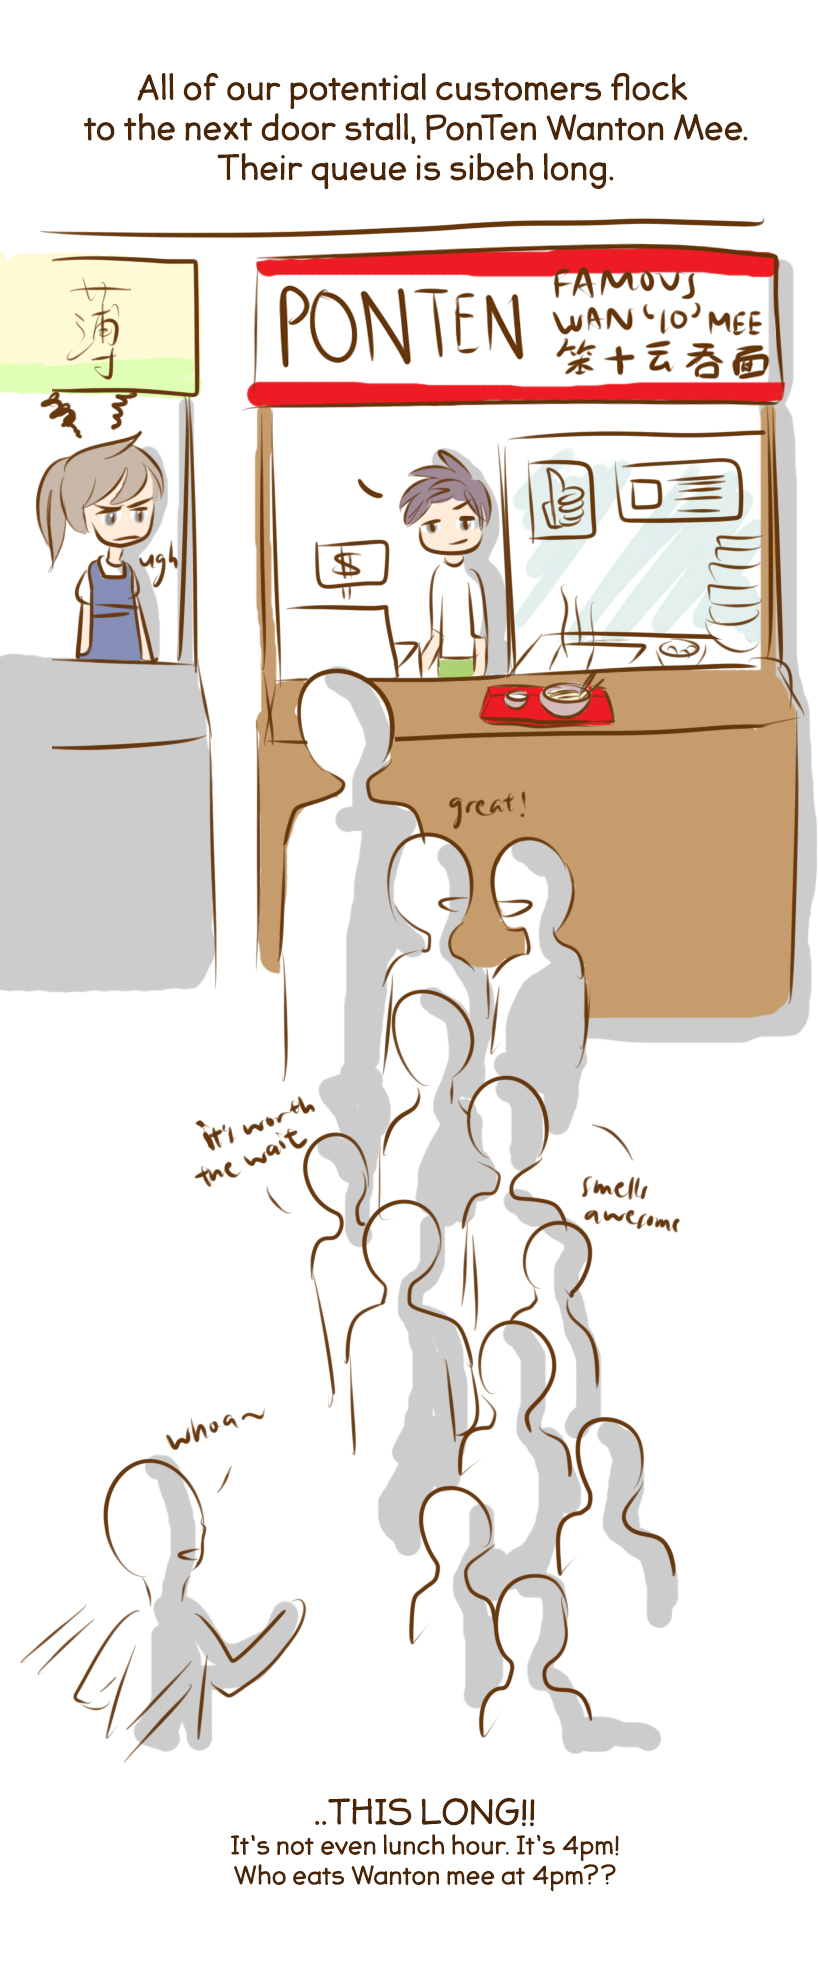 All of our potential customers flock
to the next door stall, PonTen Wanton Mee.
Their queue is sibeh long.
薄
PONTEN
FAMOUS
WAN '10' MEE
笨十云吞面
ugh
$
great!
it's worth
the wait
smells
awesome
whoa~
..THIS LONG!!
It's not even lunch hour. It's 4pm!
Who eats Wanton mee at 4pm??